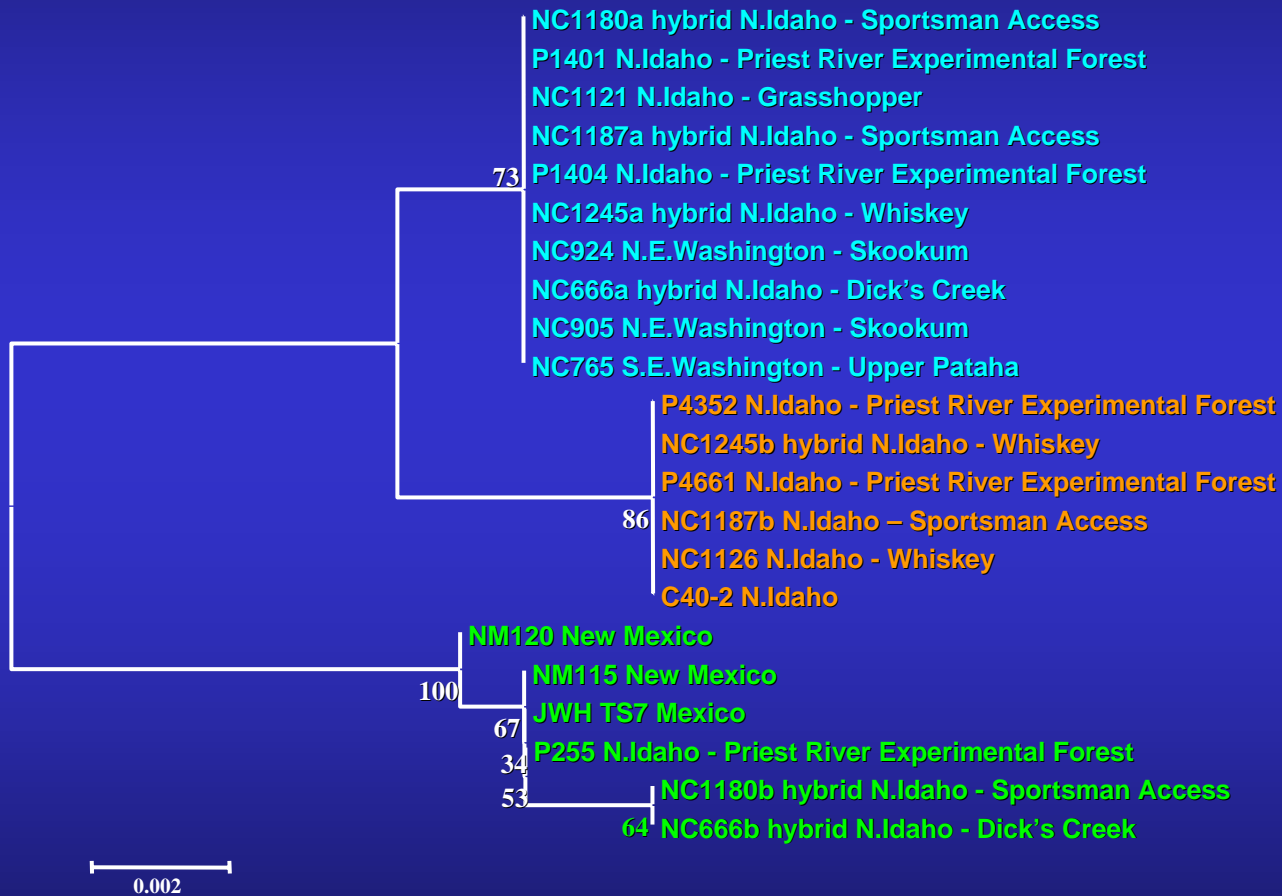 NC1180a hybrid N.Idaho - Sportsman Access
P1401 N.Idaho - Priest River Experimental Forest
NC1121 N.Idaho - Grasshopper
NC1187a hybrid N.Idaho - Sportsman Access
73
P1404 N.Idaho - Priest River Experimental Forest
NC1245a hybrid N.Idaho - Whiskey
NC924 N.E.Washington - Skookum
NC666a hybrid N.Idaho - Dick’s Creek
NC905 N.E.Washington - Skookum
NC765 S.E.Washington - Upper Pataha
P4352 N.Idaho - Priest River Experimental Forest
NC1245b hybrid N.Idaho - Whiskey
P4661 N.Idaho - Priest River Experimental Forest
86
NC1187b N.Idaho – Sportsman Access
NC1126 N.Idaho - Whiskey
C40-2 N.Idaho
NM120 New Mexico
100
NM115 New Mexico
JWH TS7 Mexico
67
P255 N.Idaho - Priest River Experimental Forest
34
53
NC1180b hybrid N.Idaho - Sportsman Access
64
NC666b hybrid N.Idaho - Dick’s Creek
0.002